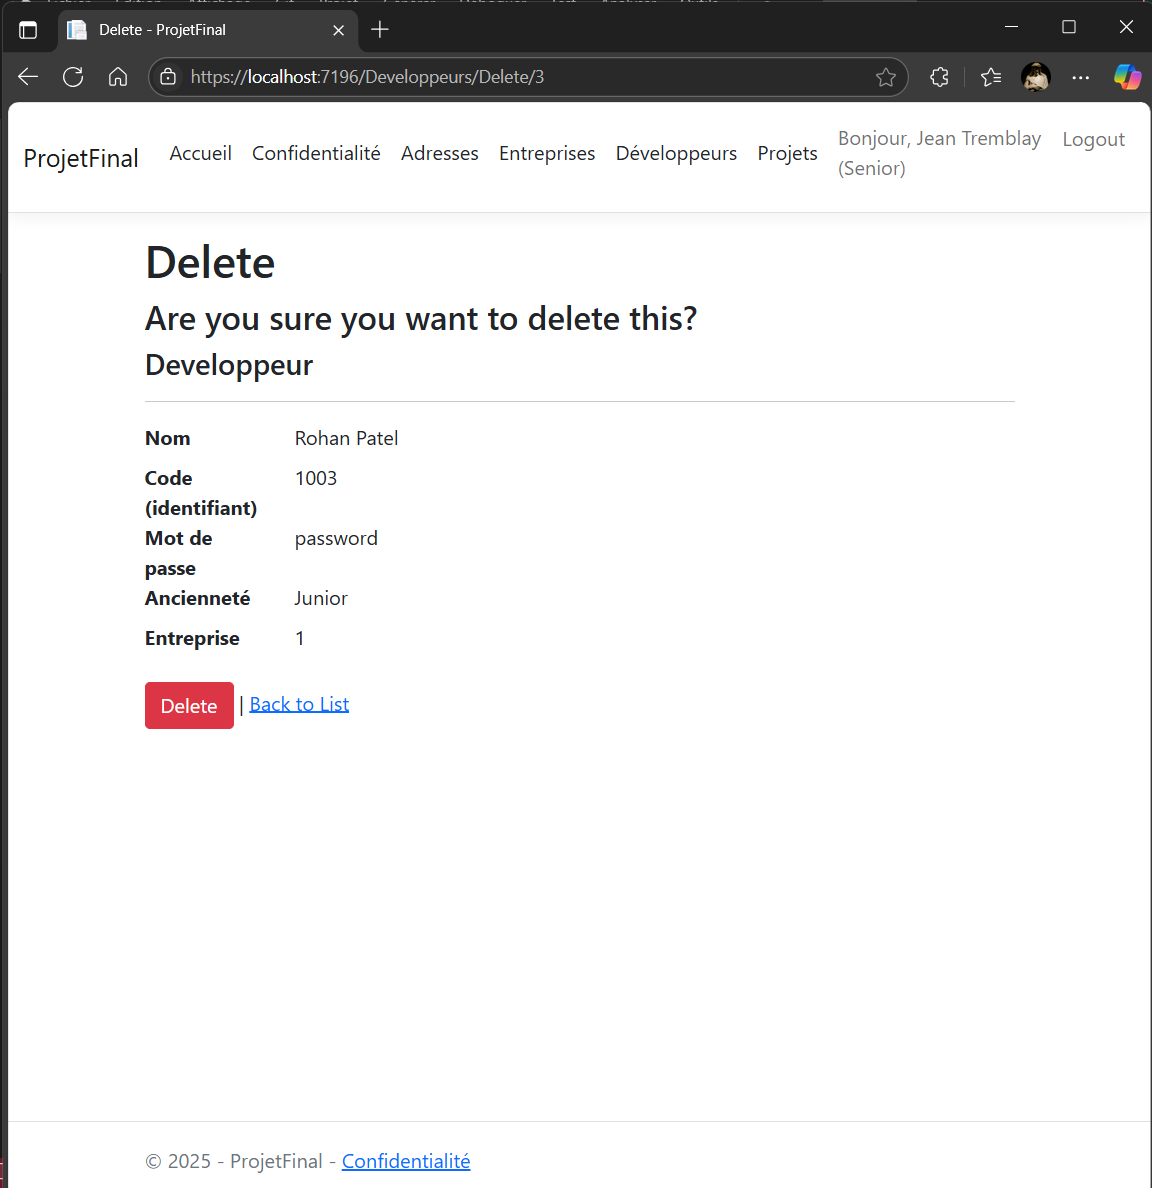 Delete - ProjetFinal
https://localhost:7196/Developpeurs/Delete/3
ProjetFinal Accueil Confidentialité Adresses Entreprises Développeurs Projets Bonjour, Jean Tremblay (Senior) Logout
Delete
Are you sure you want to delete this?
Developpeur
Nom Rohan Patel
Code 1003
(identifiant)
Mot de password
passe
Ancienneté Junior
Entreprise 1
Delete | Back to List
© 2025 - ProjetFinal - Confidentialité